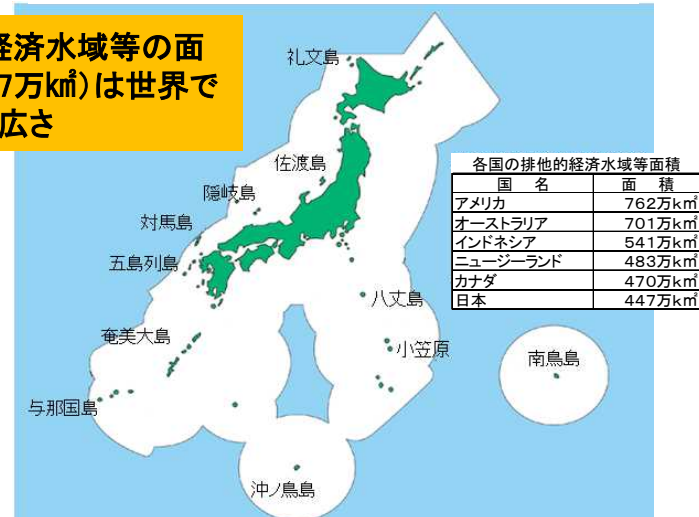 経済水域等の面
7万㎢)は世界で
広さ
礼文島
佐渡島
隠岐島
対馬島
五島列島
奄美大島
与那国島
八丈島
小笠原
南鳥島
沖ノ鳥島
各国の排他的経済水域等面積
国 名 面 積
アメリカ 762万k㎡
オーストラリア 701万k㎡
インドネシア 541万k㎡
ニュージーランド 483万k㎡
カナダ 470万k㎡
日本 447万k㎡